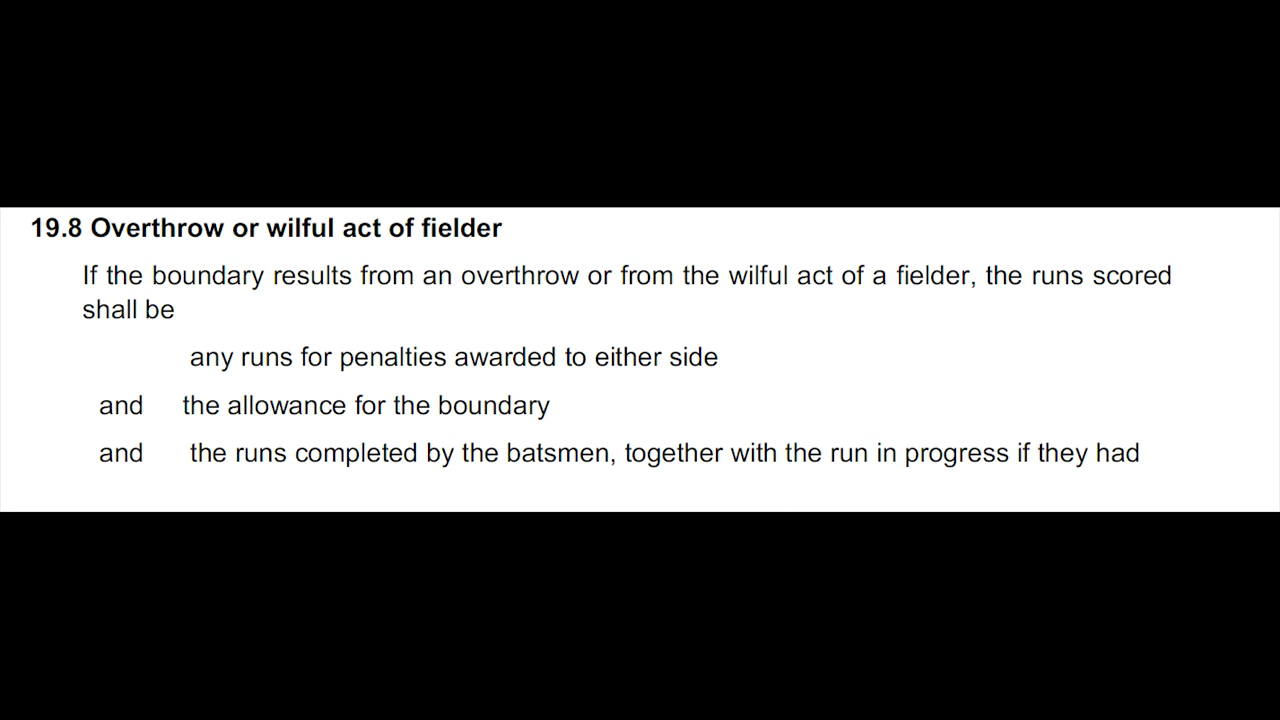 19.8 Overthrow or wilful act of fielder
If the boundary results from an overthrow or from the wilful act of a fielder, the runs scored
shall be
any runs for penalties awarded to either side
and the allowance for the boundary
and the runs completed by the batsmen, together with the run in progress if they had